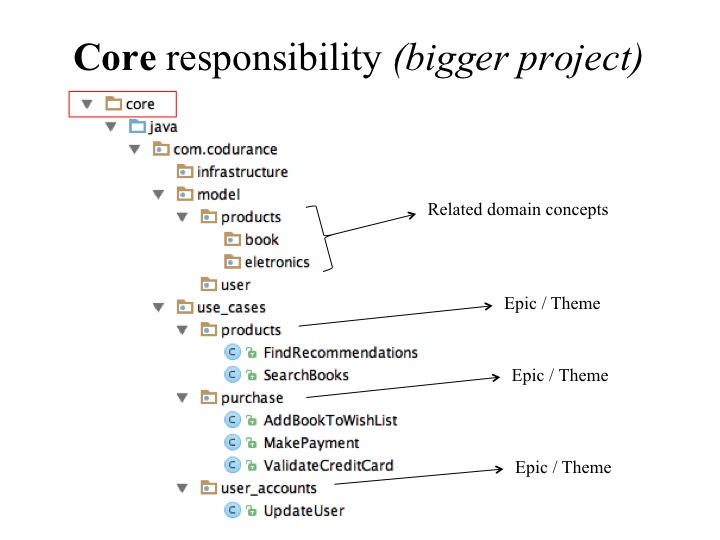 Core responsibility (bigger project)
core
java
com.codurance
infrastructure
model
products
Related domain concepts
book
eletronics
user
use_cases
Epic / Theme
products
C FindRecommendations
C SearchBooks
Epic / Theme
purchase
C AddBookToWishList
C MakePayment
C ValidateCreditCard
Epic / Theme
user_accounts
C UpdateUser